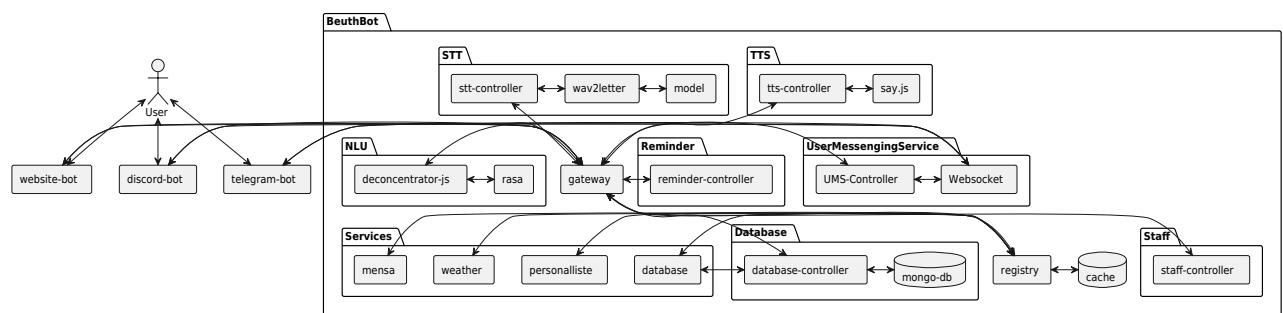 BeuthBot
STT
TTS
stt-controller
wav2letter
model
tts-controller
say.js
User
NLU
Reminder
UserMessengingService
website-bot
discord-bot
telegram-bot
deconcentrator-js
rasa
gateway
reminder-controller
UMS-Controller
Websocket
Services
Database
Staff
mensa
weather
personalliste
database
database-controller
mongo-db
registry
cache
staff-controller